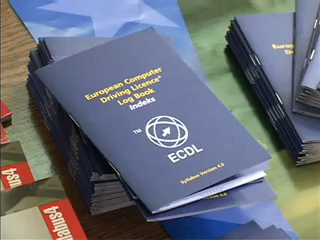 European Computer
Driving Licence*
Log Book
Indeks
TM
ECDL
Syllabus Version 4.0